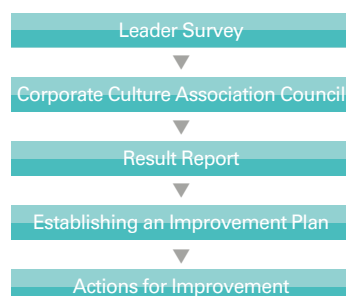 Leader Survey
Corporate Culture Association Council
Result Report
Establishing an Improvement Plan
Actions for Improvement